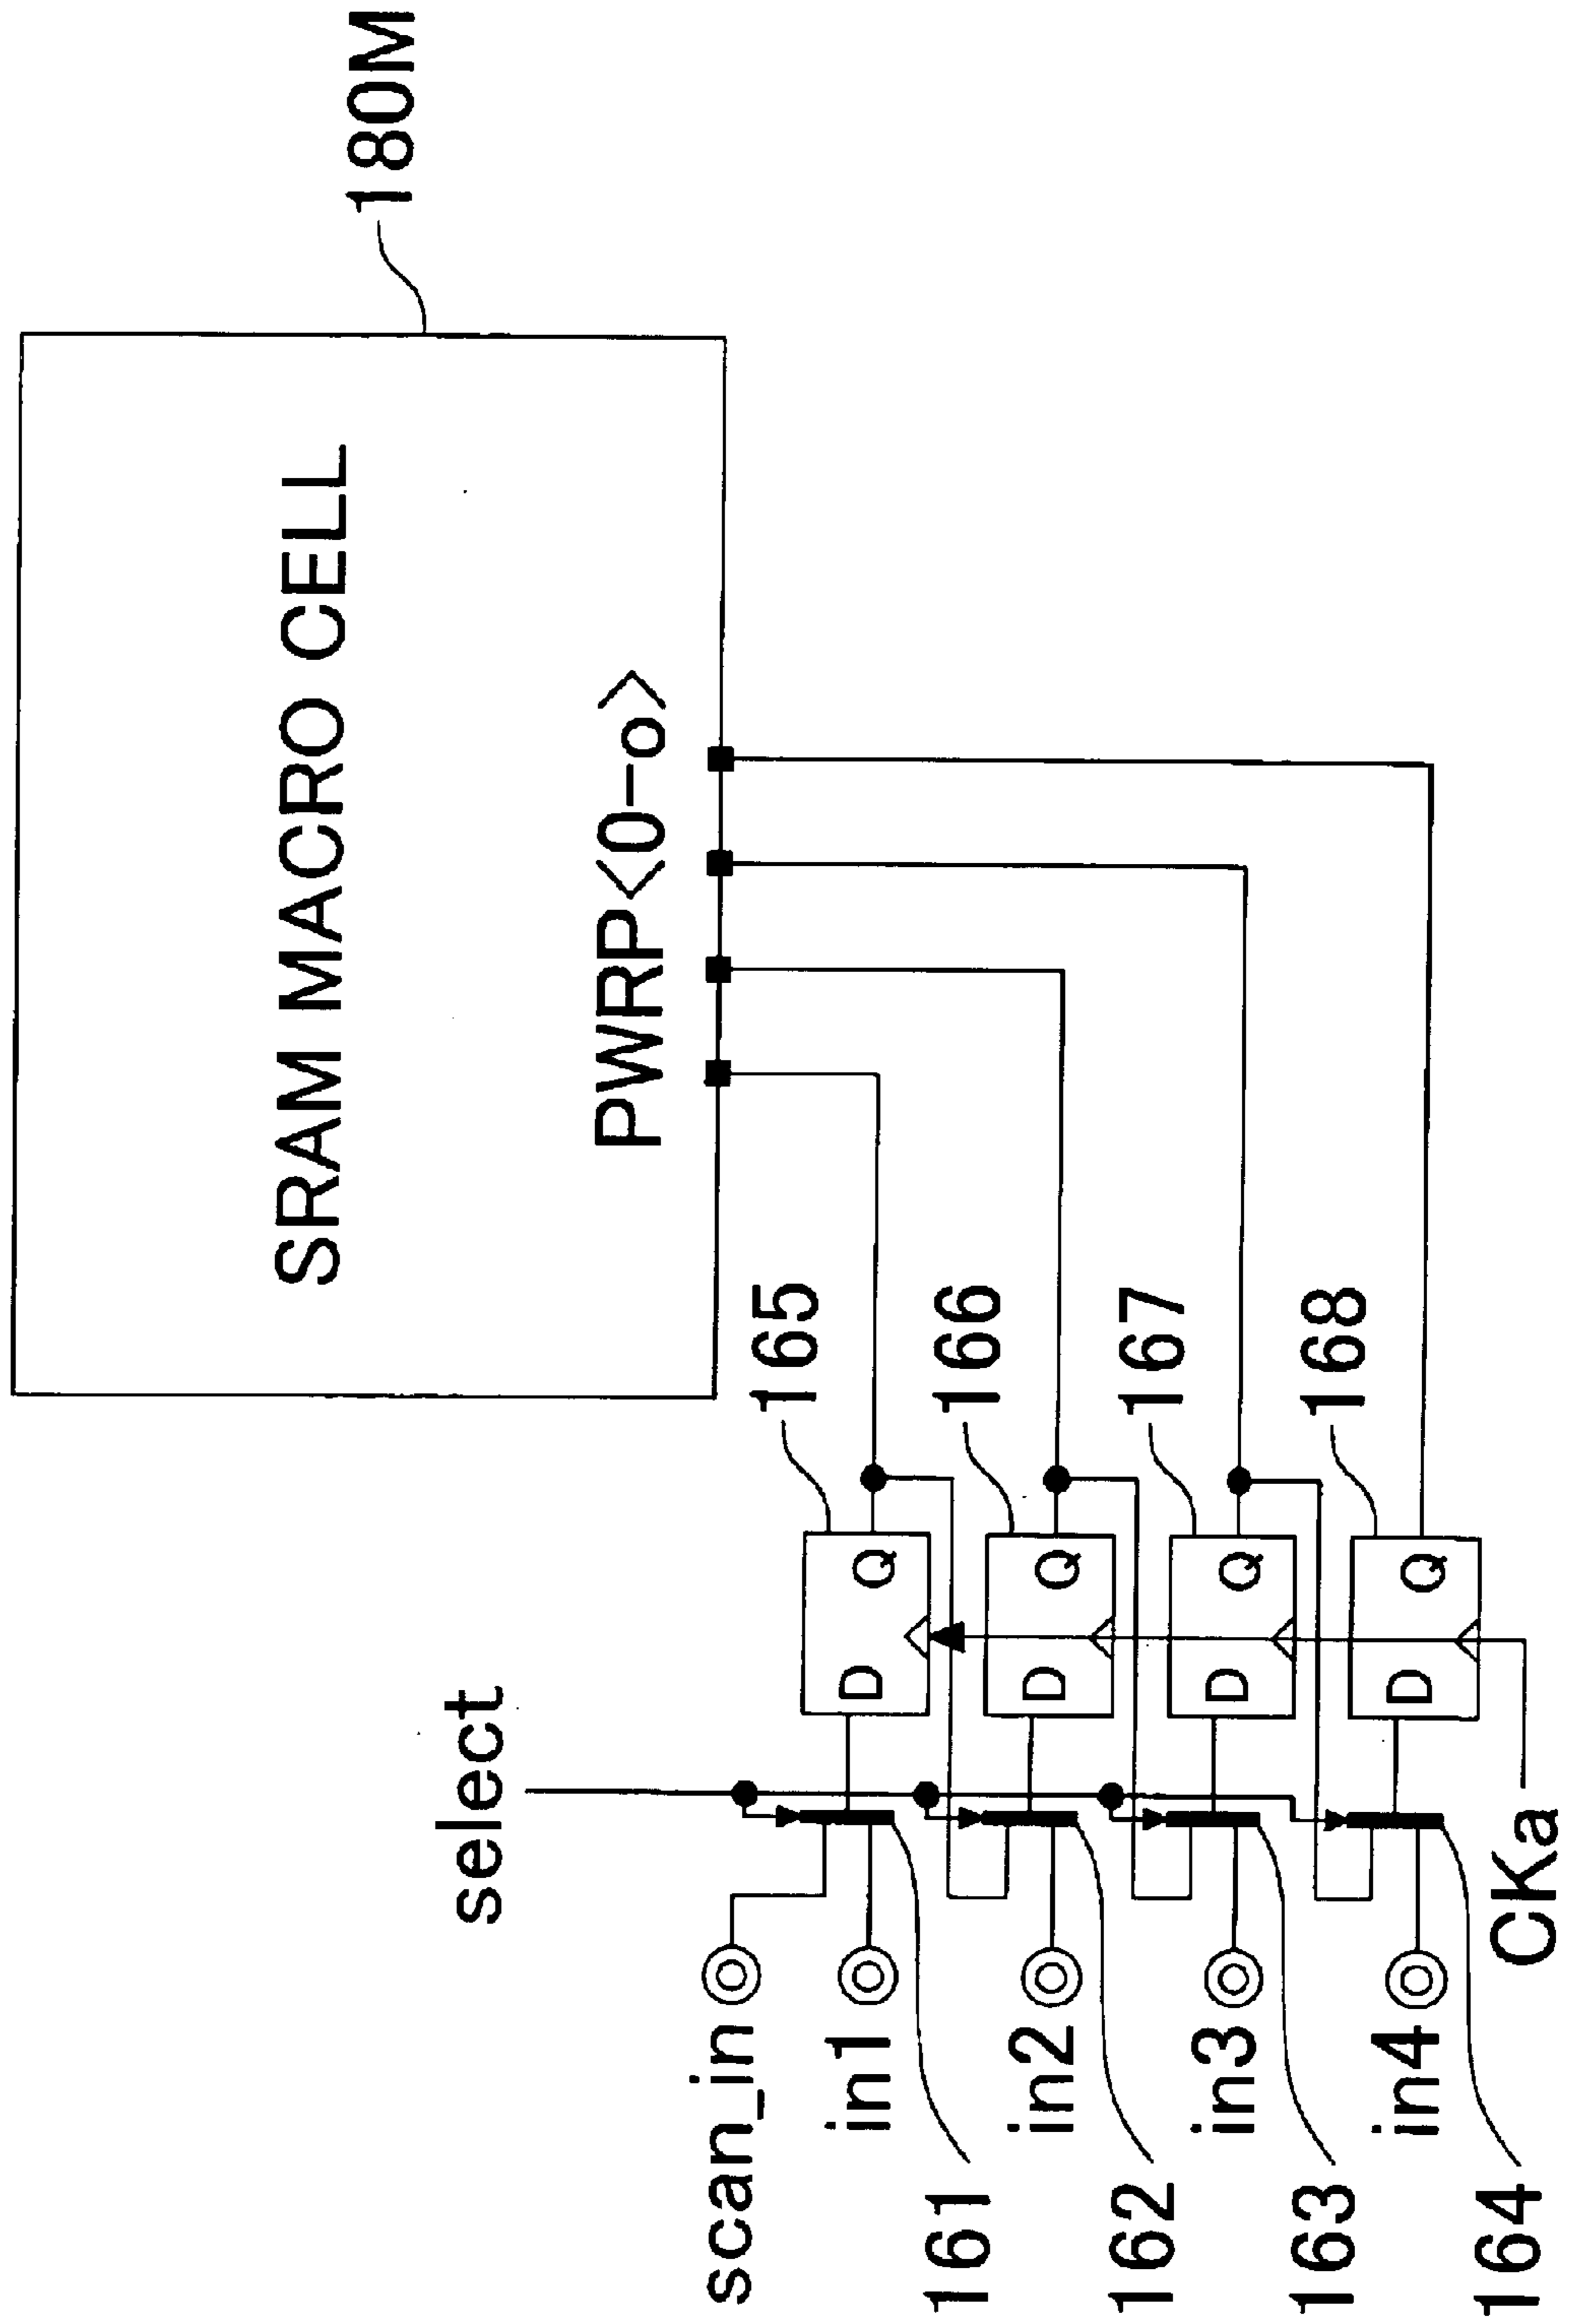 180M
SRAM MACRO CELL
PWRP<0-o>
select
165
166
167
168
D Q
D Q
D Q
D Q
scan_in
in1
in2
in3
in4
161
162
163
164
CKa